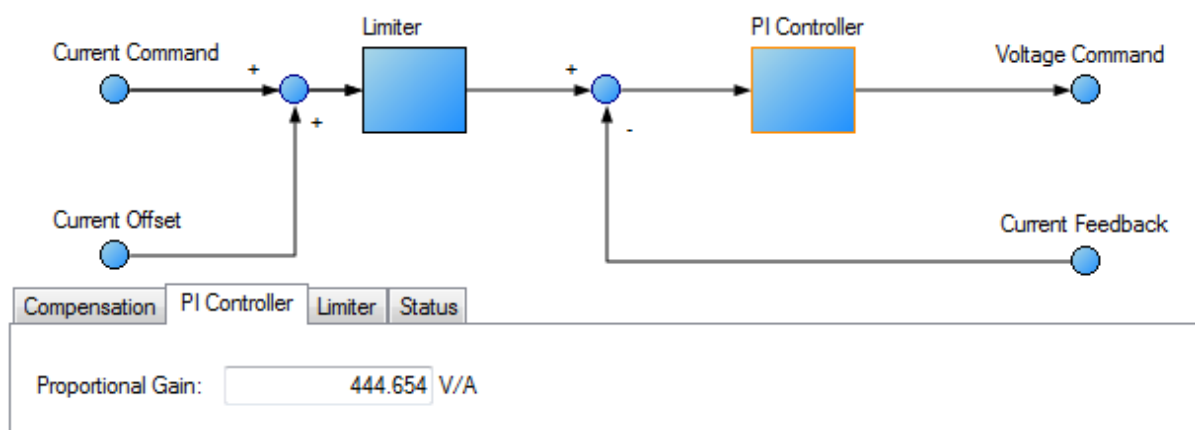 Limiter
PI Controller
Current Command
Voltage Command
+
+
+
-
Current Offset
Current Feedback
Compensation PI Controller Limiter Status
Proportional Gain: 444.654 V/A